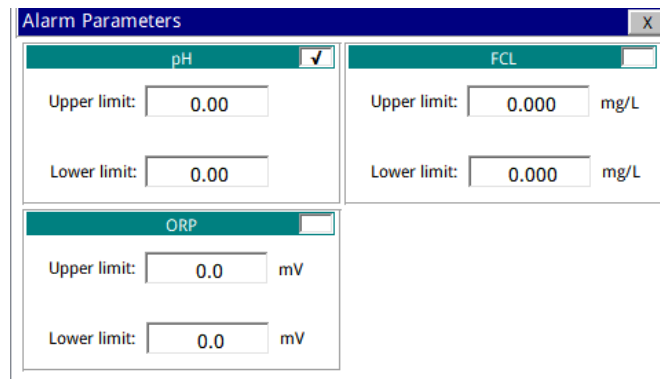 Alarm Parameters X
pH √ FCL
Upper limit: 0.00 Upper limit: 0.000 mg/L
Lower limit: 0.00 Lower limit: 0.000 mg/L
ORP
Upper limit: 0.0 mV
Lower limit: 0.0 mV